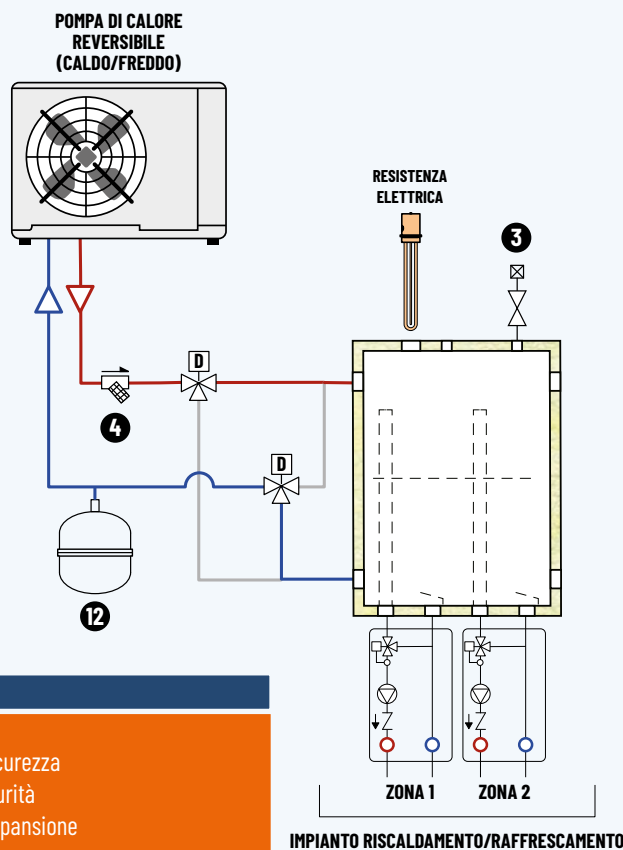 POMPA DI CALORE
REVERSIBILE
(CALDO/FREDDO)
RESISTENZA
ELETTRICA
3
D
4
D
12
ZONA 1
ZONA 2
IMPIANTO RISCALDAMENTO/RAFFRESCAMENTO